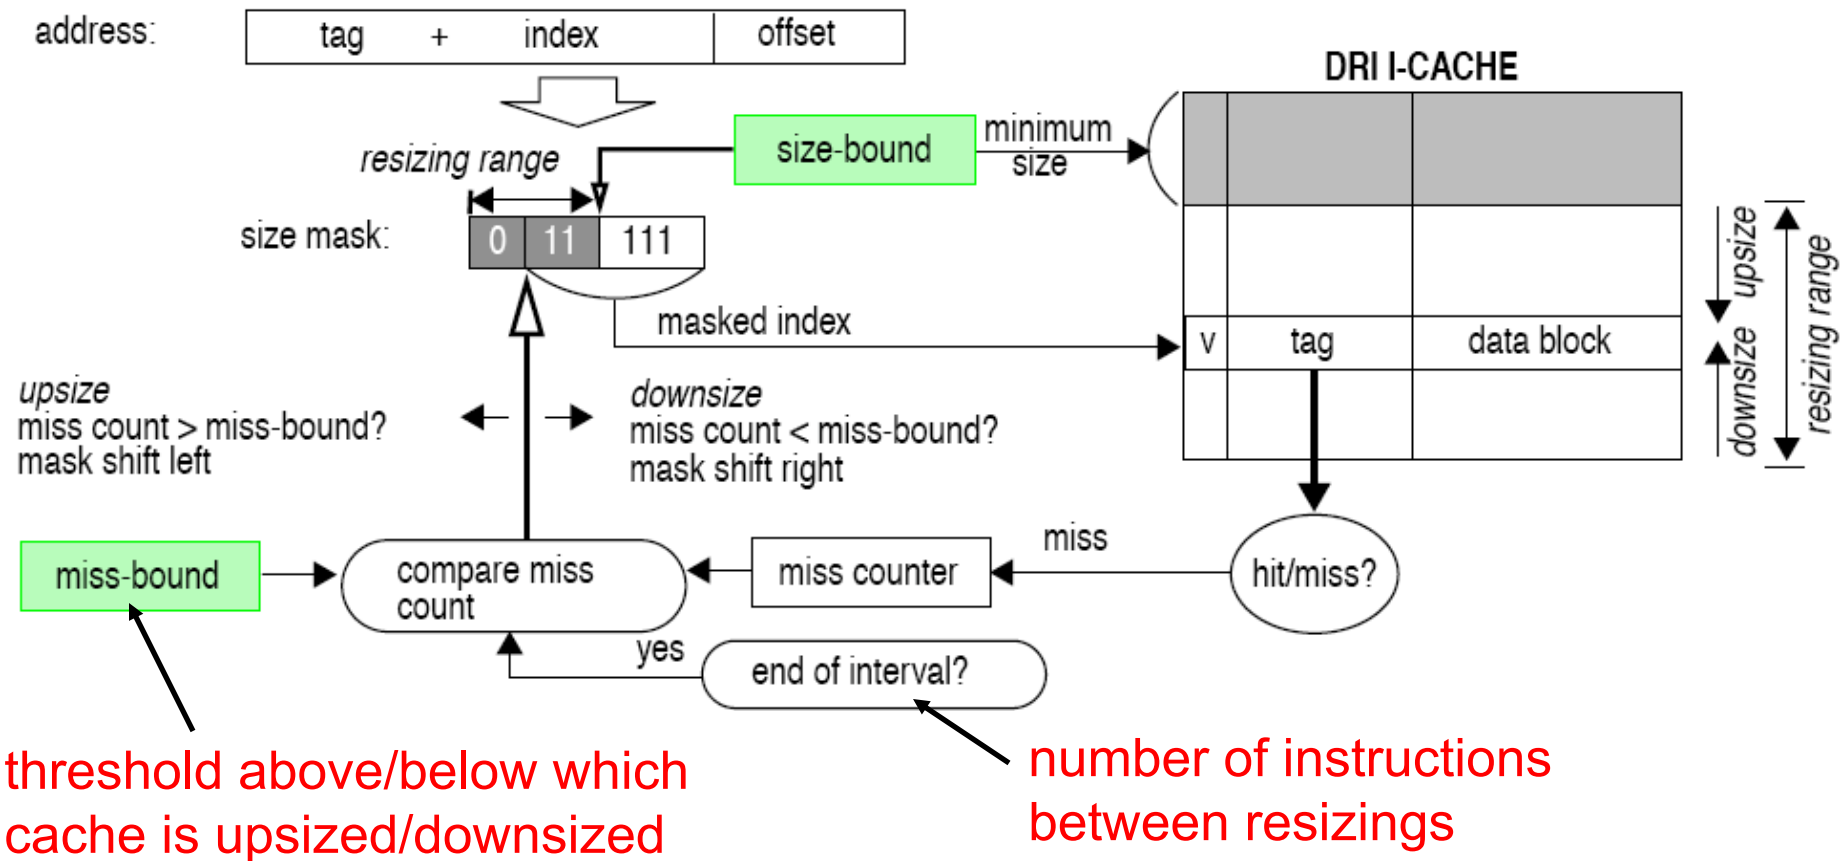 address:
tag + index
offset
DRI I-CACHE
resizing range
size-bound
minimum
size
size mask:
0 11 111
masked index
v tag data block
upsize
downsize
resizing range
upsize
miss count > miss-bound?
mask shift left
downsize
miss count < miss-bound?
mask shift right
miss-bound
compare miss
count
miss counter
miss
hit/miss?
yes
end of interval?
threshold above/below which
cache is upsized/downsized
number of instructions
between resizings